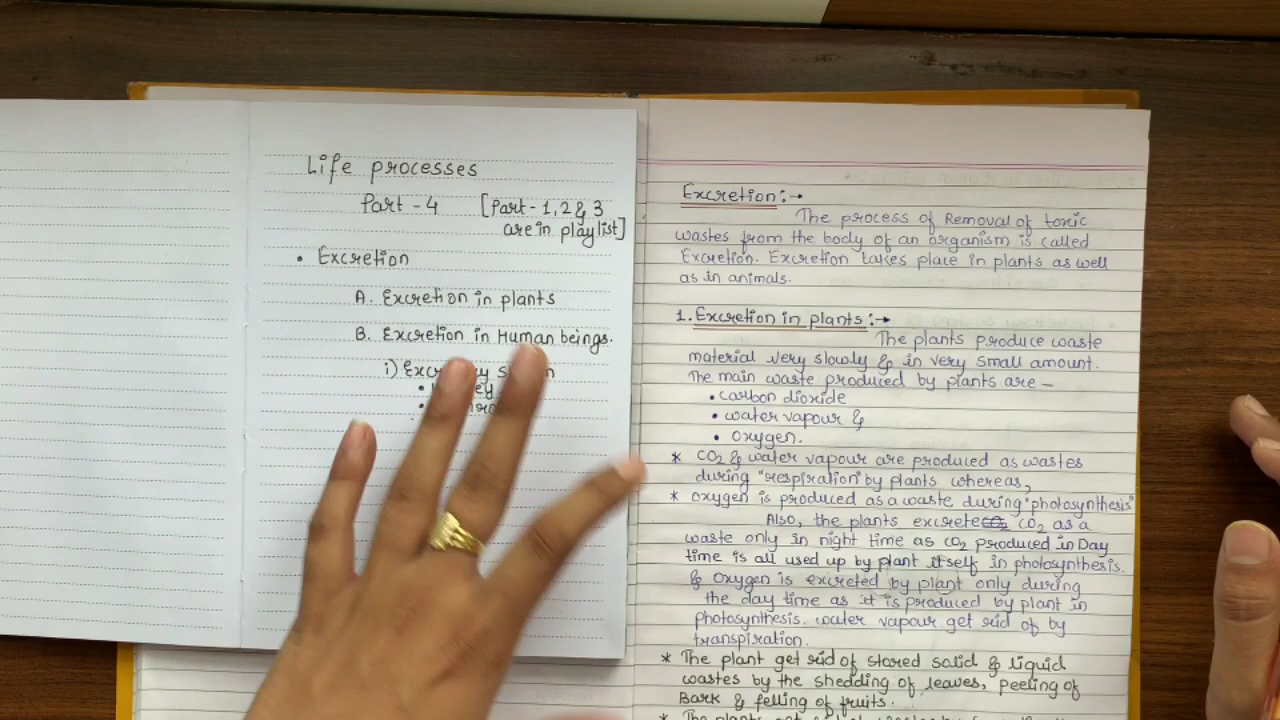 Life processes
Part - 4 [Part - 1, 2 & 3
are in playlist]
• Excretion
A. Excretion in plants
B. Excretion in Human beings.
i)
•
•
Excretion :→
The process of Removal of toxic
wastes from the body of an organism is called
Excretion. Excretion takes place in plants as well
as in animals.
1. Excretion in plants :→
The plants produce waste
material very slowly & in very small amount.
The main waste produced by plants are –
• carbon dioxide
• water vapour &
• oxygen.
* CO2 & water vapour are produced as wastes
during "respiration" by plants whereas,
* oxygen is produced as a waste during "photosynthesis"
Also, the plants excrete CO2 as a
waste only in night time as CO2 produced in Day
time is all used up by plant itself in photosynthesis.
& oxygen is excreted by plant only during
the day time as it is produced by plant in
photosynthesis. water vapour get rid of by
transpiration.
* The plant get rid of stored solid & liquid
wastes by the shedding of leaves, peeling of
Bark & felling of fruits.
* The plants